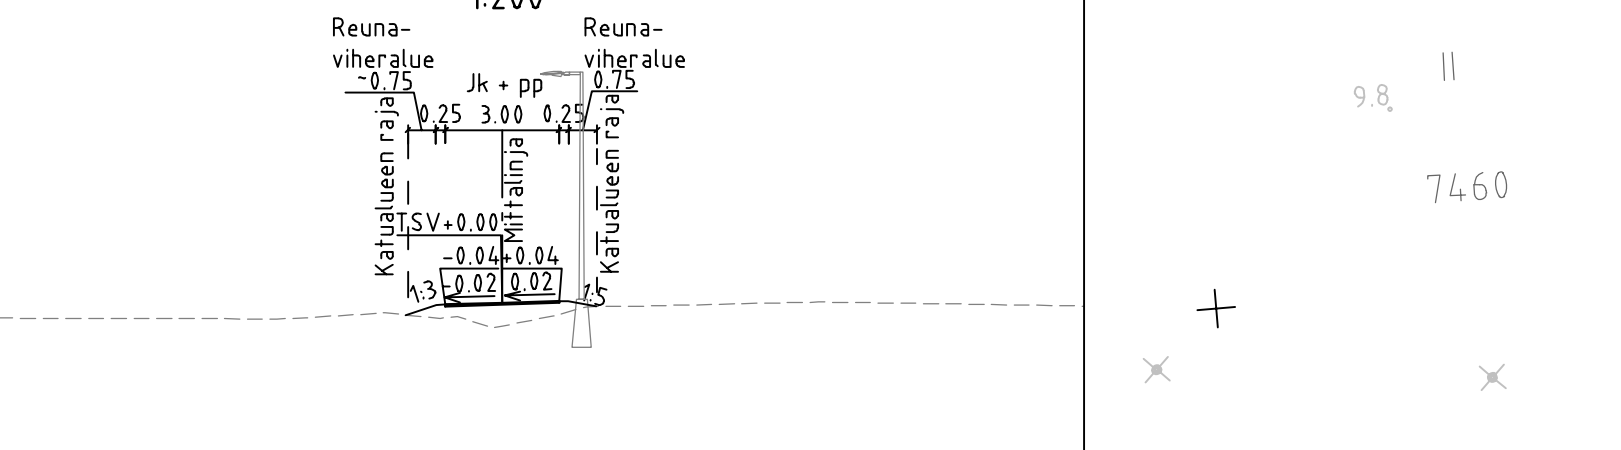 1:200
Reuna-
viheralue
Reuna-
viheralue
~0.75
Jk + pp
0.75
0.25
3.00
0.25
Katualueen raja
Mittalinja
Katualueen raja
TSV+0.00
-0.04
+0.04
1:3
-0.02
0.02
1:5
9.8
7460